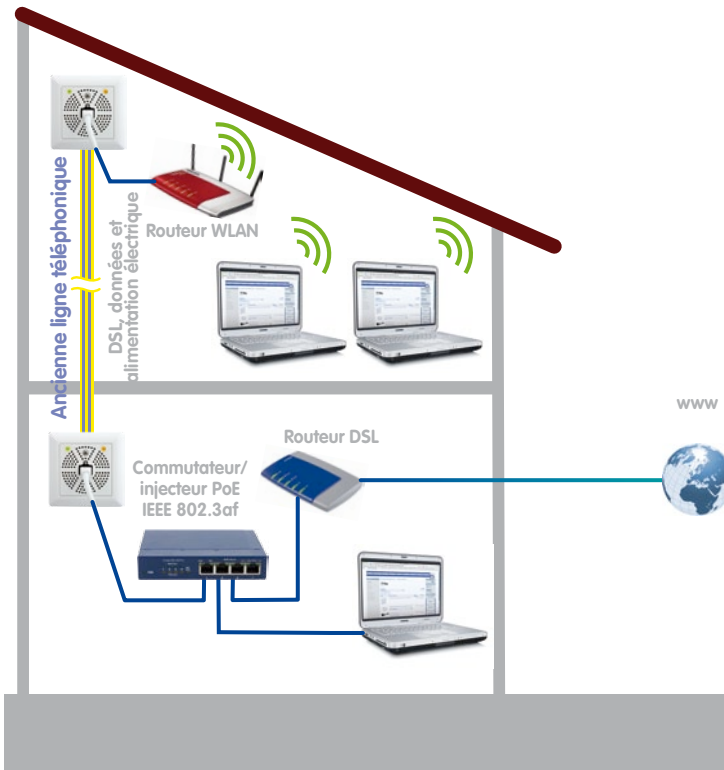 Ancienne ligne téléphonique
DSL, données et
alimentation électrique
Routeur WLAN
www
Routeur DSL
Commutateur/
injecteur PoE
IEEE 802.3af